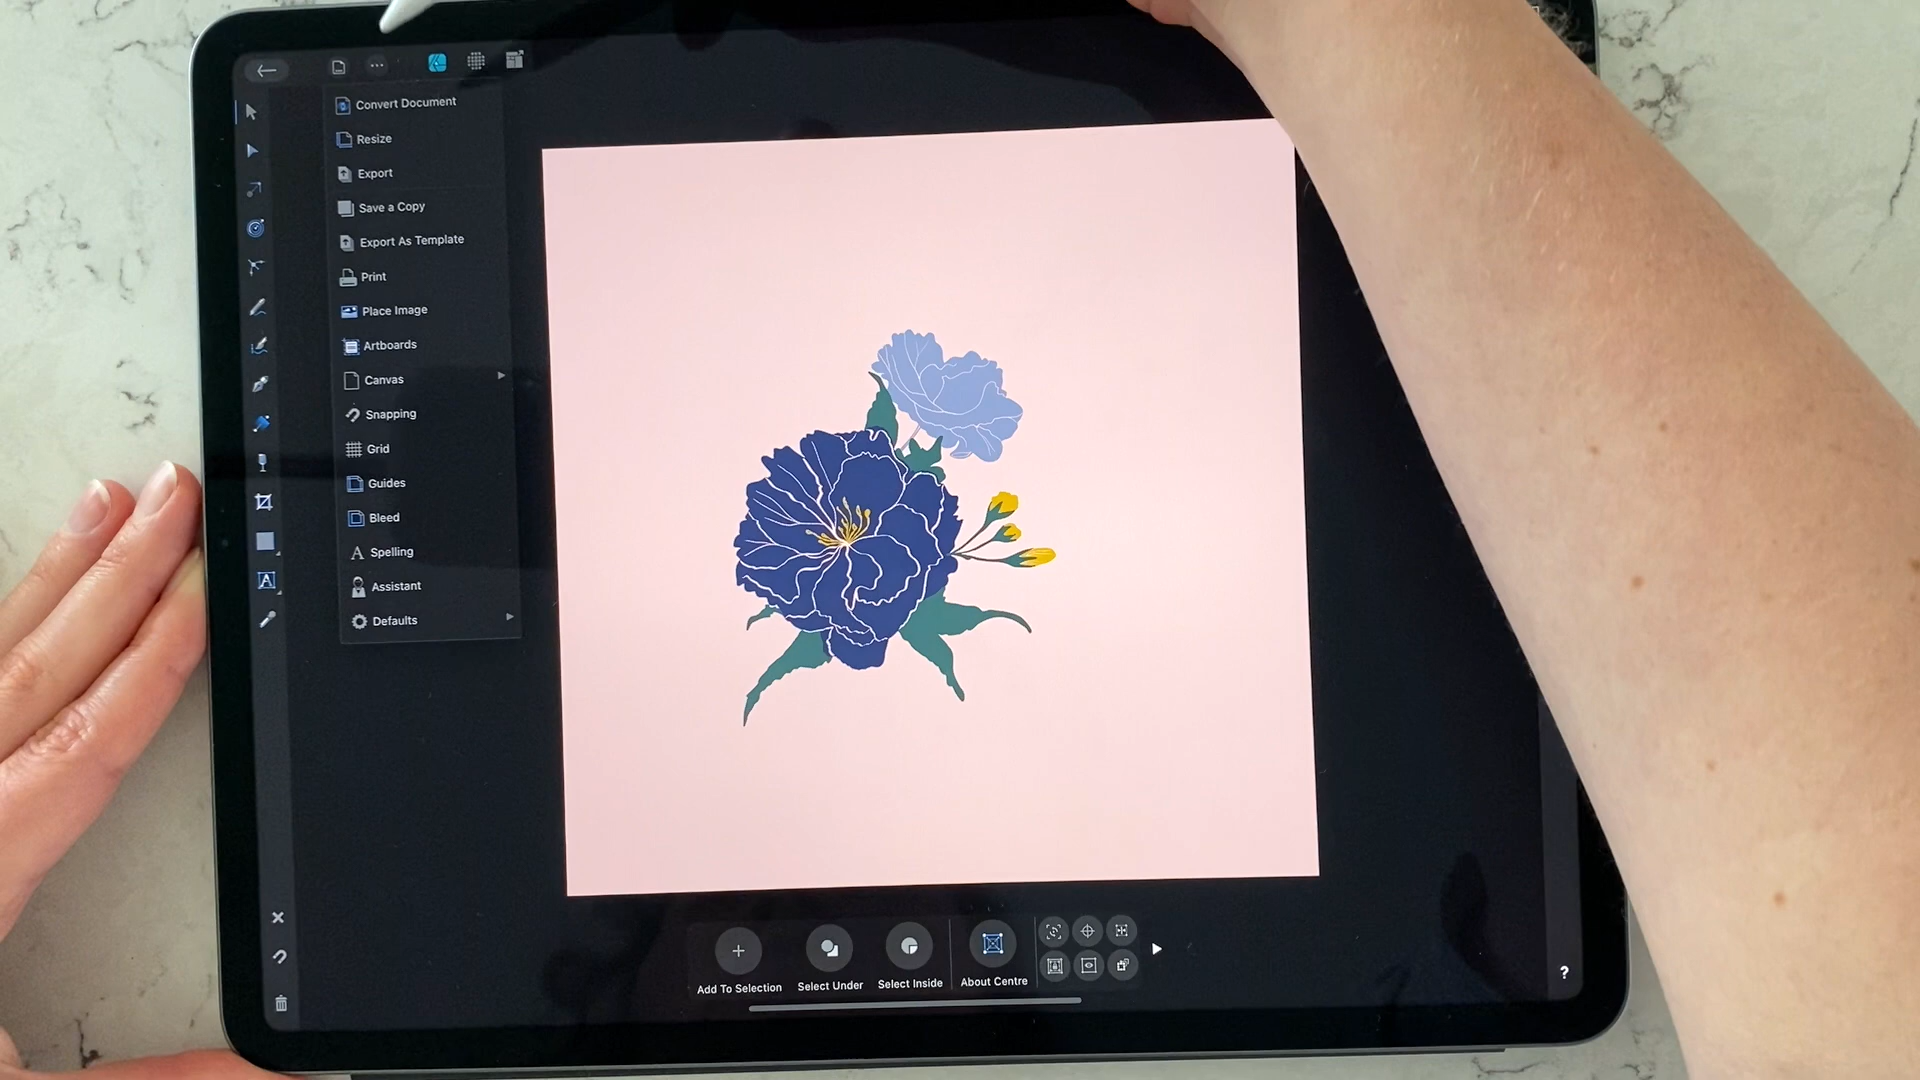 Convert Document
Resize
Export
Save a Copy
Export As Template
Print
Place Image
Artboards
Canvas
Snapping
Grid
Guides
Bleed
A Spelling
Assistant
Defaults
A
Add To Selection
Select Under
Select Inside
About Centre
?